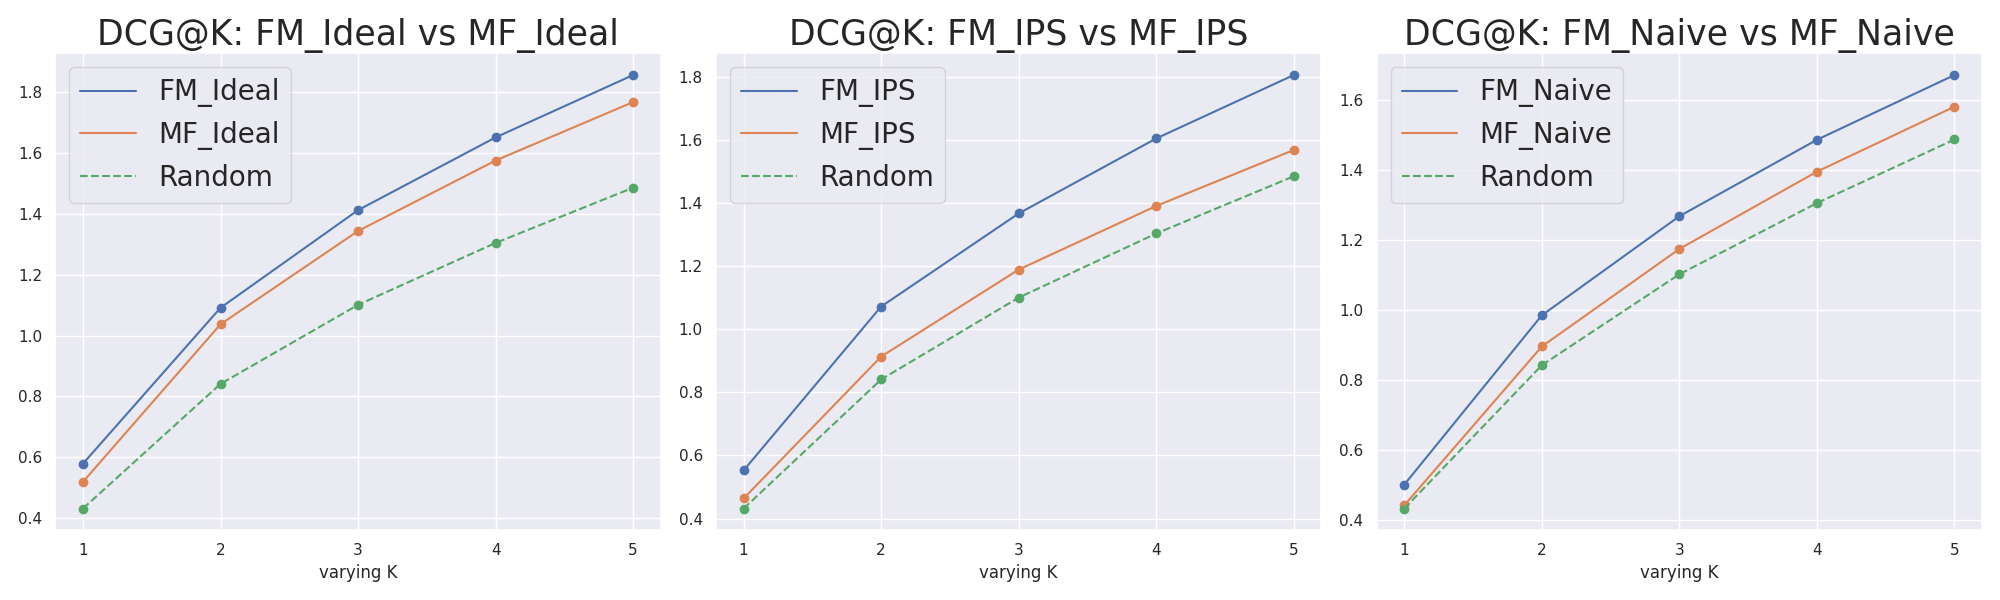 DCG@K: FM_Ideal vs MF_Ideal
FM_Ideal
MF_Ideal
Random
1.8
1.6
1.4
1.2
1.0
0.8
0.6
0.4
1 2 3 4 5
varying K
DCG@K: FM_IPS vs MF_IPS
FM_IPS
MF_IPS
Random
1.8
1.6
1.4
1.2
1.0
0.8
0.6
0.4
1 2 3 4 5
varying K
DCG@K: FM_Naive vs MF_Naive
FM_Naive
MF_Naive
Random
1.6
1.4
1.2
1.0
0.8
0.6
0.4
1 2 3 4 5
varying K